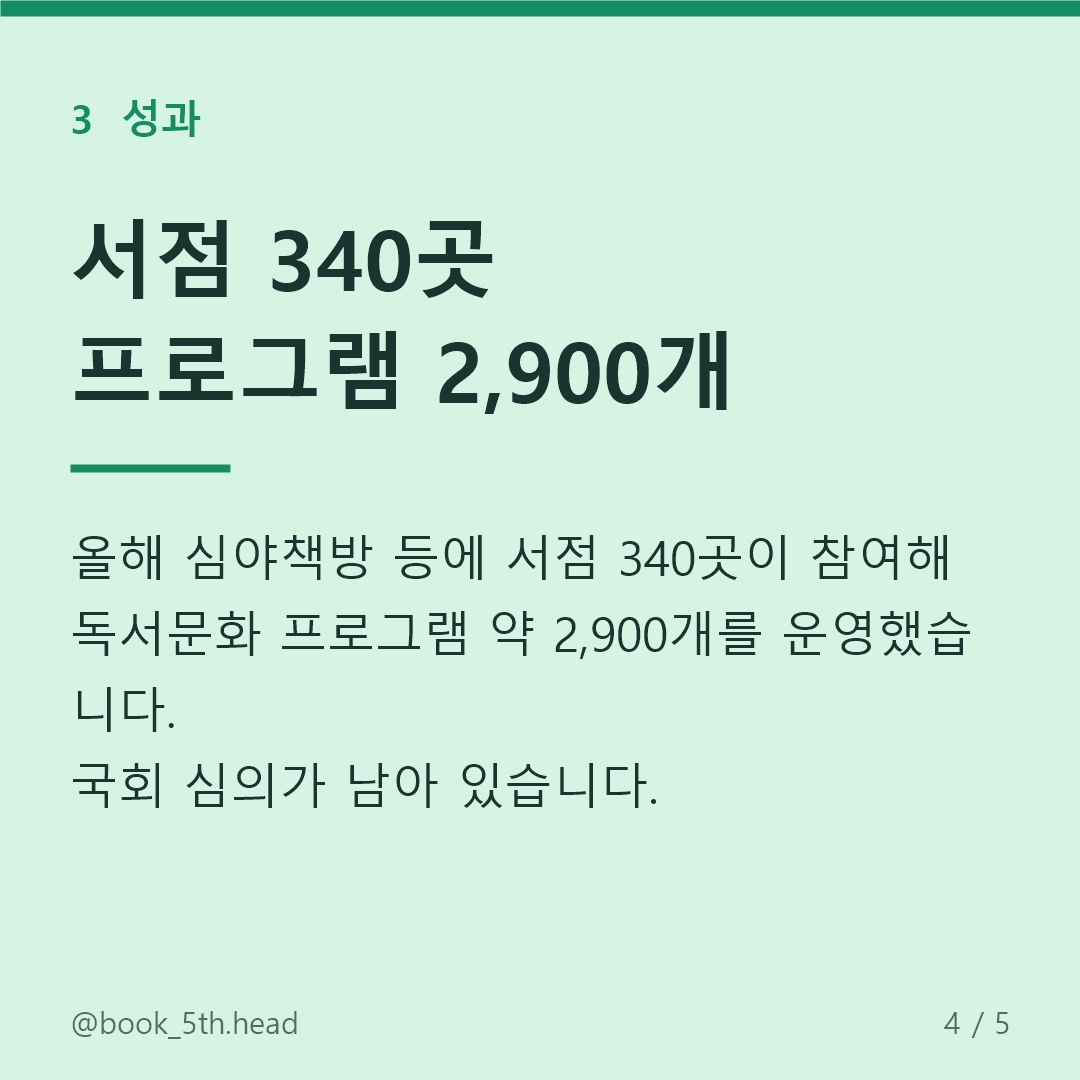 3 성과
서점 340곳
프로그램 2,900개
올해 심야책방 등에 서점 340곳이 참여해
독서문화 프로그램 약 2,900개를 운영했습
니다.
국회 심의가 남아 있습니다.
@book_5th.head
4 / 5